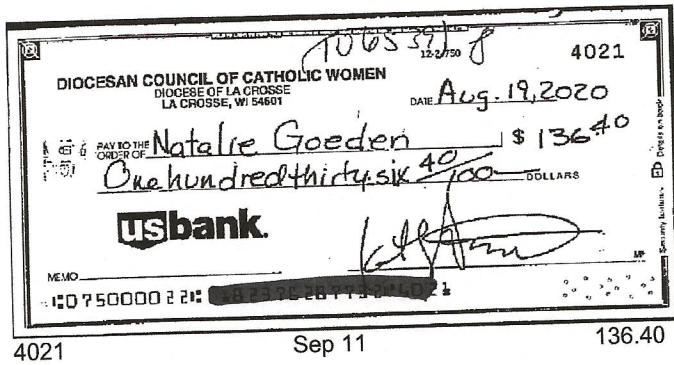 12-2/750
4021
DIOCESAN COUNCIL OF CATHOLIC WOMEN
DIOCESE OF LA CROSSE
LA CROSSE, WI 54601
DATE Aug. 19, 2020
PAY TO THE ORDER OF Natalie Goeden $ 136.40
One hundred thirty-six 40/100 DOLLARS
usbank.
MEMO
MP
⑆075000022⑆
4021 Sep 11 136.40